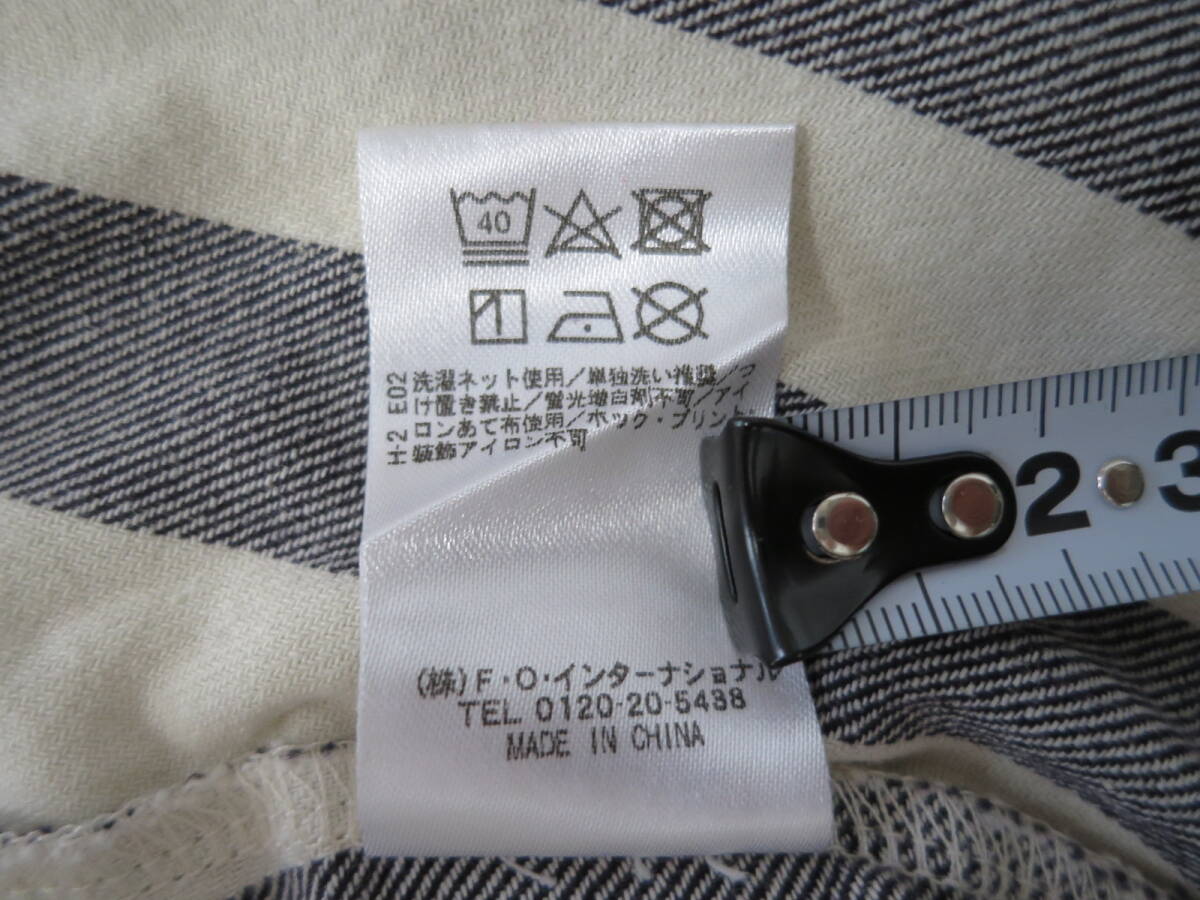 40
H-2 E02
洗濯ネット使用/単独洗い推奨/つ
け置き禁止/蛍光増白剤不可/アイ
ロンあて布使用/ホック・プリント・
装飾アイロン不可
2 3
(株)F・O・インターナショナル
TEL 0120-20-5438
MADE IN CHINA